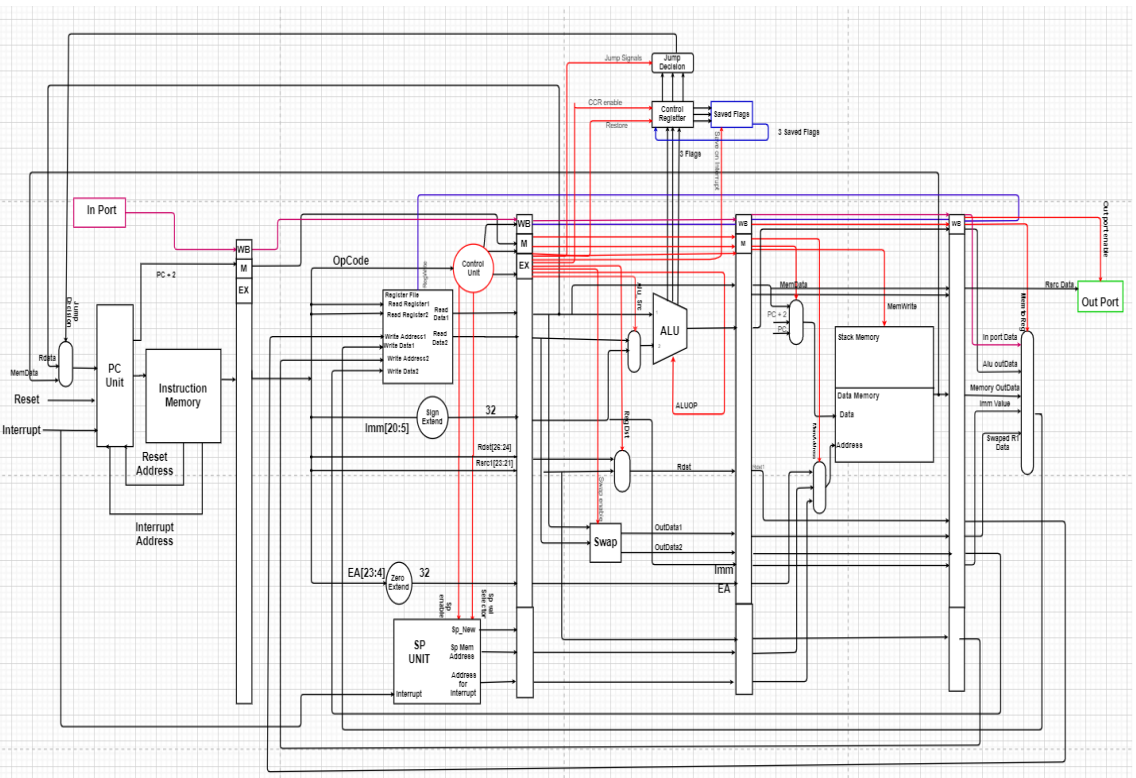 Jump Signals
Jump
Decision
CCR enable
Control
Registter
Saved Flags
Restore
3 Saved Flags
3 Flags
Save on Interrupt
In Port
Out port enable
WB
M
EX
PC + 2
OpCode
Control
Unit
RegWrite
WB
M
EX
WB
M
WB
Jump
Decision
Rdata
MemData
Reset
Interrupt
PC
Unit
Instruction
Memory
Reset
Address
Interrupt
Address
Register File
Read Register1
Read Register2
Read
Data1
Write Address1
Write Data1
Read
Data2
Write Address2
Write Data2
Alu_Src
ALU
1
2
ALUOP
MemData
PC + 2
PC
MemWrite
Stack Memory
Data Memory
Data
Address
Rsrc Data
Out Port
Mem to Reg
In port Data
Alu outData
Memory OutData
Imm Value
Swaped R1
Data
Sign
Extend
32
Imm[20:5]
Rdst[26:24]
Rsrc1[23:21]
RegDst
Rdst
Swap
OutData1
OutData2
Imm
EA
EA[23:4]
Zero
Extend
32
Sp
enable
Sp val
Selector
SP
UNIT
Sp_New
Sp Mem
Address
Address
for
Interrupt
Interrupt